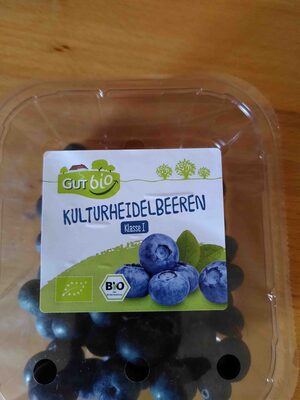 GUT bio
KULTURHEIDELBEEREN
Klasse I
BIO